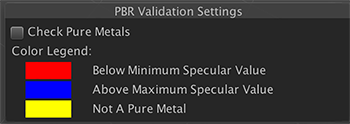 PBR Validation Settings
Check Pure Metals
Color Legend:
Below Minimum Specular Value
Above Maximum Specular Value
Not A Pure Metal